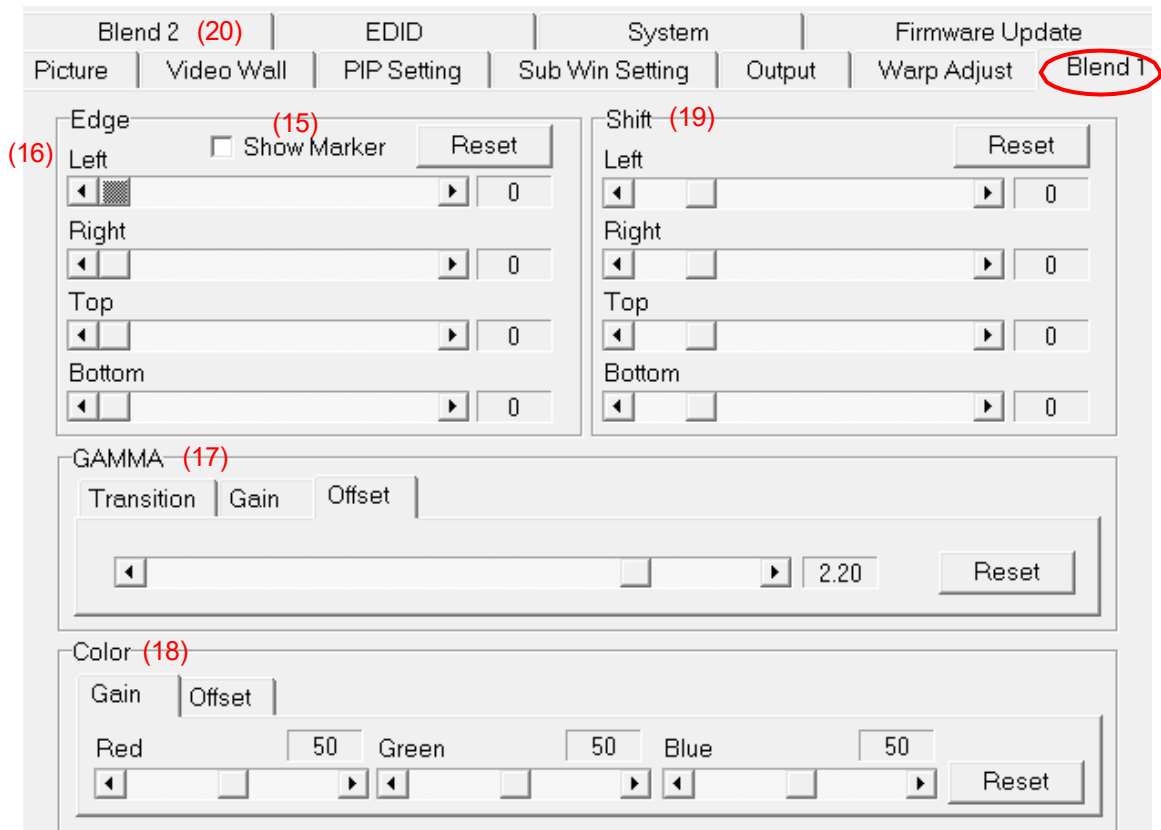 Blend 2 (20) EDID System Firmware Update
Picture Video Wall PIP Setting Sub Win Setting Output Warp Adjust Blend 1
Edge (15) Shift (19)
(16) Left Show Marker Reset Left Reset
0 0
Right Right
0 0
Top Top
0 0
Bottom Bottom
0 0
GAMMA (17)
Transition Gain Offset
2.20 Reset
Color (18)
Gain Offset
Red 50 Green 50 Blue 50
Reset